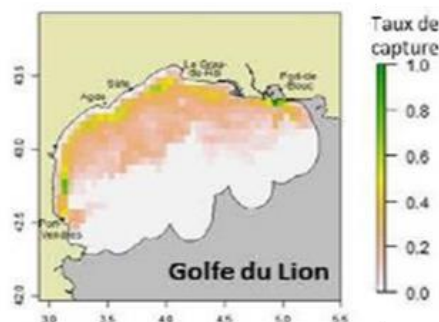 Taux de
capture
Le Grau-
du-Roi
Port-de-
Bouc
Sète
Agde
Port-
Vendres
Golfe du Lion
43.5
43.0
42.5
42.0
3.0
3.5
4.0
4.5
5.0
5.5
1.0
0.8
0.6
0.4
0.2
0.0